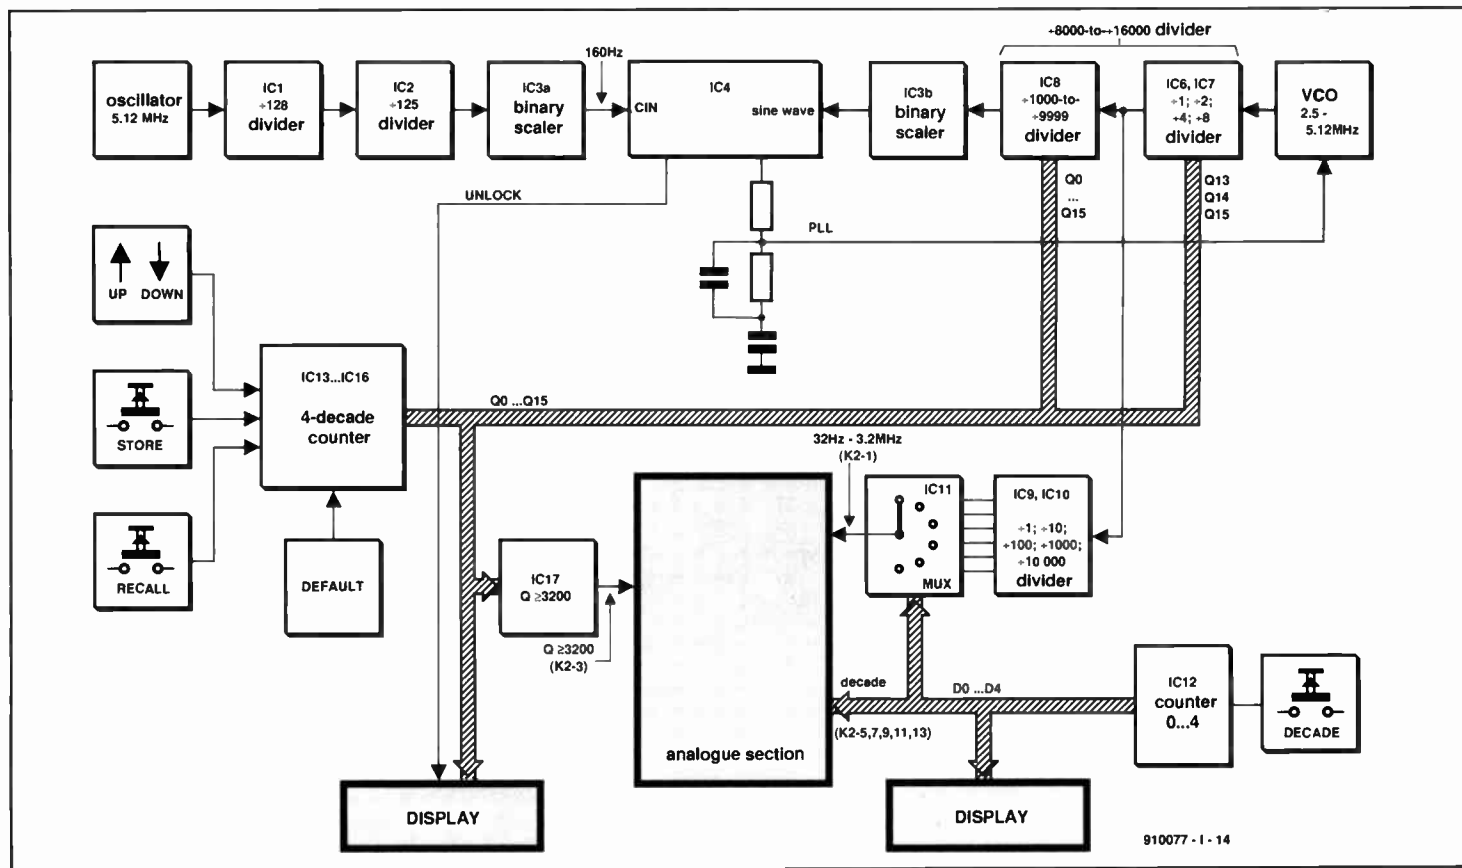 ÷8000-to-÷16000 divider
160Hz
oscillator
5.12 MHz
IC1
÷128
divider
IC2
÷125
divider
IC3a
binary
scaler
CIN
IC4
sine wave
IC3b
binary
scaler
IC8
÷1000-to-
÷9999
divider
IC6, IC7
÷1; ÷2;
÷4; ÷8
divider
VCO
2.5 -
5.12MHz
UNLOCK
PLL
Q0
...
Q15
Q13
Q14
Q15
UP DOWN
STORE
RECALL
IC13...IC16
4-decade
counter
DEFAULT
Q0 ...Q15
32Hz - 3.2MHz
(K2-1)
IC11
MUX
IC9, IC10
÷1; ÷10;
÷100; ÷1000;
÷10 000
divider
IC17
Q ≥3200
Q ≥3200
(K2-3)
analogue section
decade
D0 ...D4
(K2-5,7,9,11,13)
IC12
counter
0...4
DECADE
DISPLAY
DISPLAY
910077 - I - 14